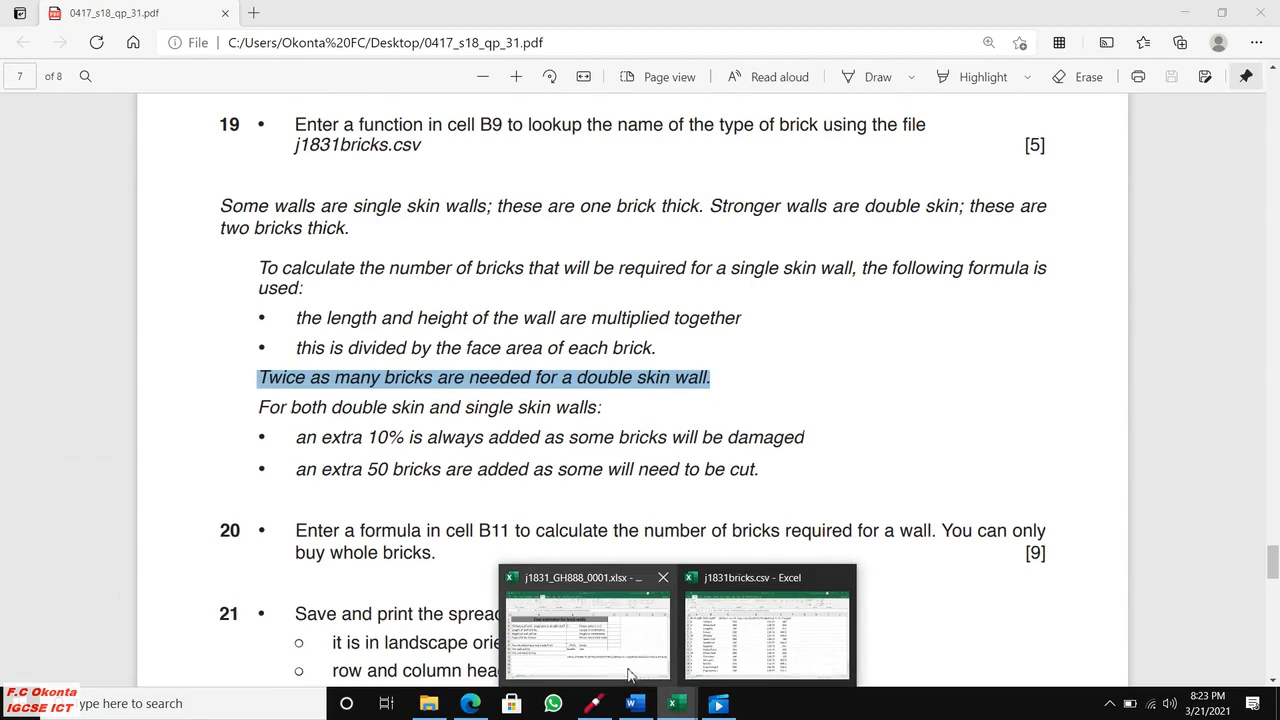 0417_s18_qp_31.pdf
File
C:/Users/Okonta%20FC/Desktop/0417_s18_qp_31.pdf
7 of 8
Page view
Read aloud
Draw
Highlight
Erase
19 • Enter a function in cell B9 to lookup the name of the type of brick using the file
j1831bricks.csv [5]
Some walls are single skin walls; these are one brick thick. Stronger walls are double skin; these are
two bricks thick.
To calculate the number of bricks that will be required for a single skin wall, the following formula is
used:
• the length and height of the wall are multiplied together
• this is divided by the face area of each brick.
Twice as many bricks are needed for a double skin wall.
For both double skin and single skin walls:
• an extra 10% is always added as some bricks will be damaged
• an extra 50 bricks are added as some will need to be cut.
20 • Enter a formula in cell B11 to calculate the number of bricks required for a wall. You can only
buy whole bricks. [9]
j1831_GH888_0001.xlsx - ...
j1831bricks.csv - Excel
21 • Save and print the sprea
it is in landscape orie
row and column nea
F.C Okonta
IGCSE ICT
ype here to search
8:23 PM
3/21/2021